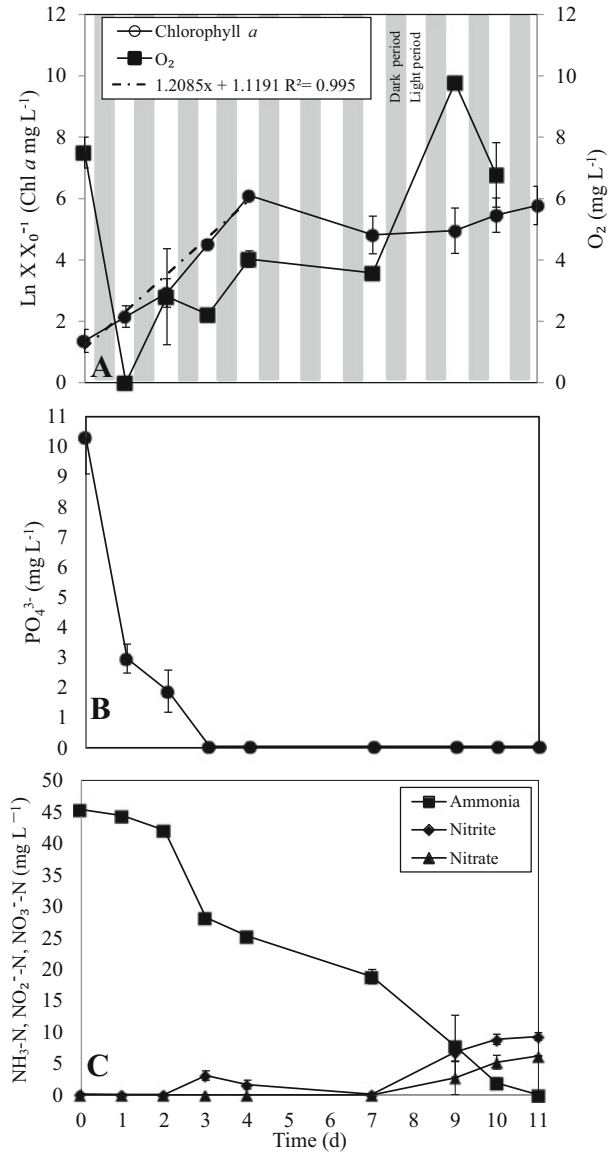 Chlorophyll a
O₂
1.2085x + 1.1191 R²= 0.995
Dark period
Light period
12
10
8
6
4
2
0
Ln X X₀⁻¹ (Chl a mg L⁻¹)
12
10
8
6
4
2
0
O₂ (mg L⁻¹)
A
11
10
9
8
7
6
5
4
3
2
1
0
PO₄³⁻ (mg L⁻¹)
B
50
45
40
35
30
25
20
15
10
5
0
NH₃-N, NO₂⁻-N, NO₃⁻-N (mg L⁻¹)
Ammonia
Nitrite
Nitrate
C
0 1 2 3 4 5 6 7 8 9 10 11
Time (d)